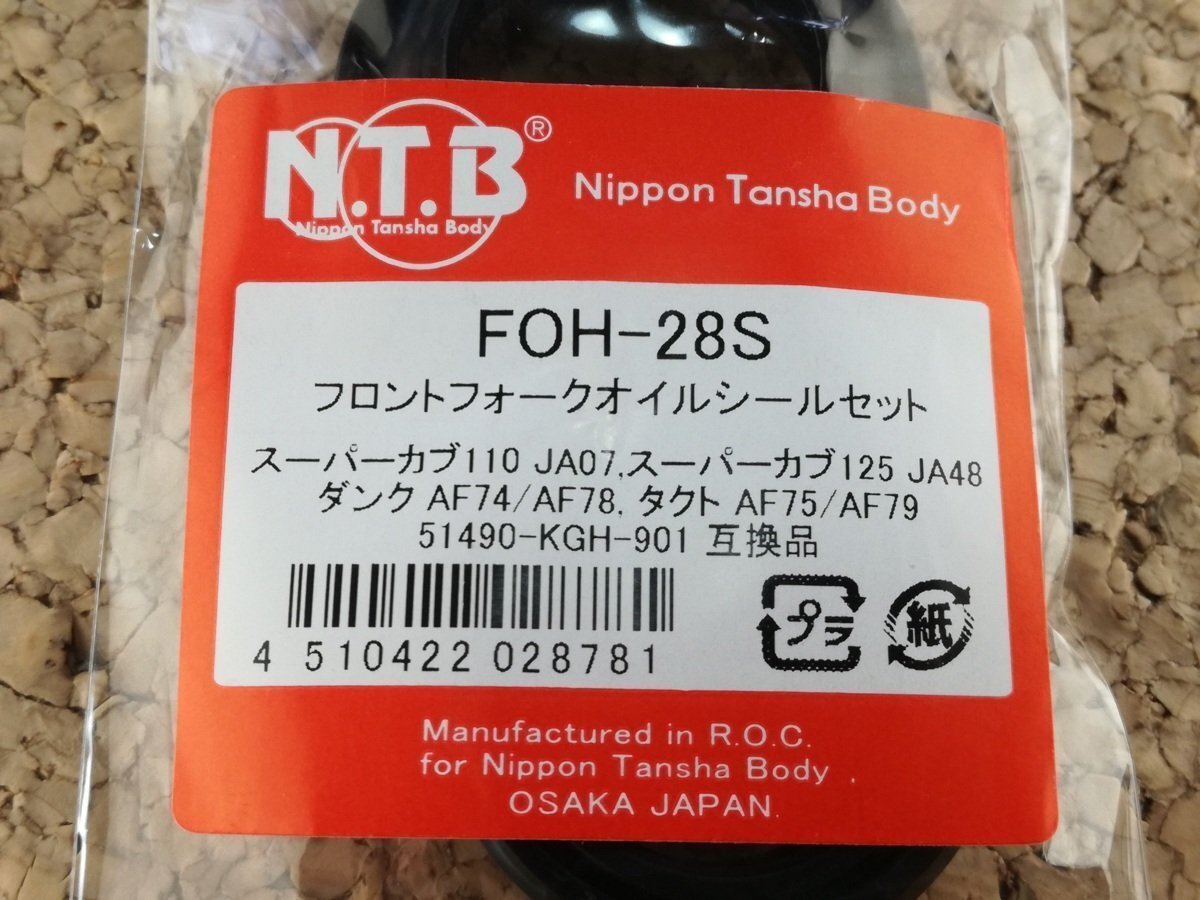 N.T.B®
Nippon Tansha Body
Nippon Tansha Body
FOH-28S
フロントフォークオイルシールセット
スーパーカブ110 JA07,スーパーカブ125 JA48
ダンク AF74/AF78, タクト AF75/AF79
51490-KGH-901 互換品
4 510422 028781
プラ
紙
Manufactured in R.O.C.
for Nippon Tansha Body .
OSAKA JAPAN.